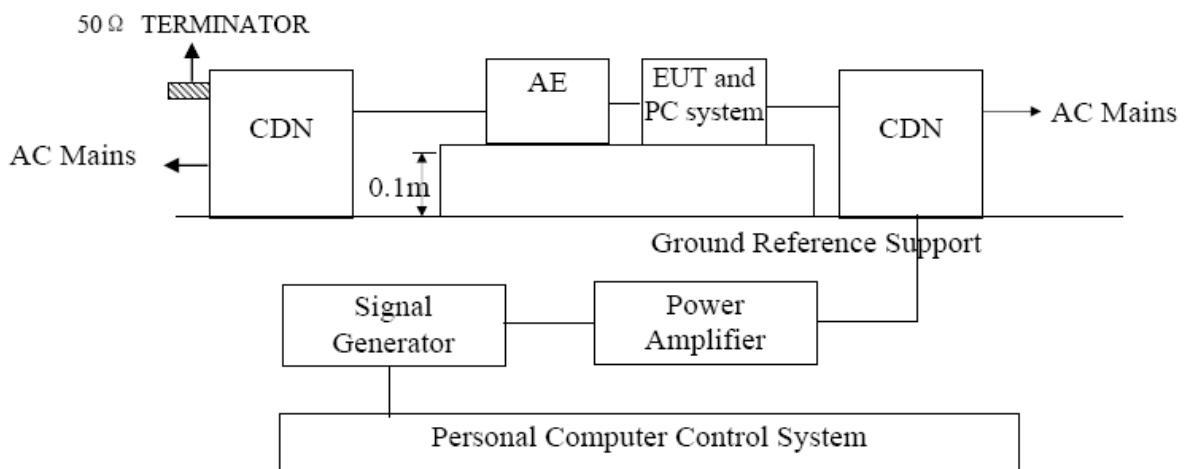 50Ω TERMINATOR
AE
EUT and
PC system
CDN
CDN
AC Mains
AC Mains
0.1m
Ground Reference Support
Signal
Generator
Power
Amplifier
Personal Computer Control System